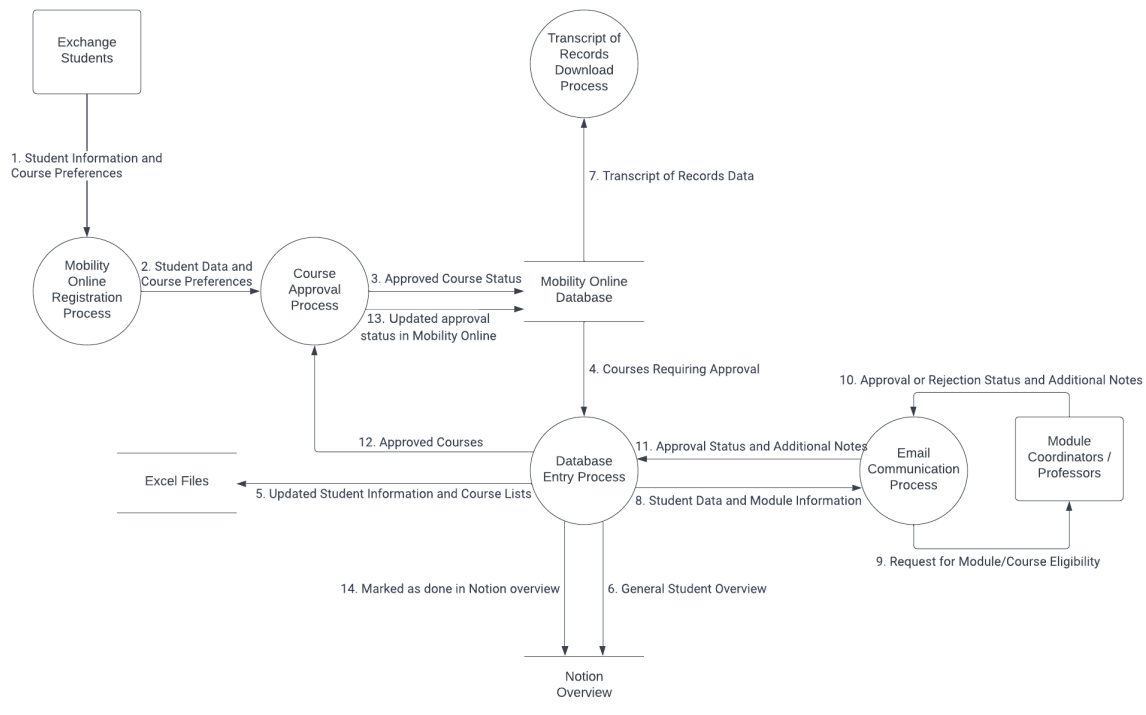 Exchange
Students
Transcript of
Records
Download
Process
1. Student Information and
Course Preferences
7. Transcript of Records Data
Mobility
Online
Registration
Process
2. Student Data and
Course Preferences
Course
Approval
Process
3. Approved Course Status
13. Updated approval
status in Mobility Online
Mobility Online
Database
4. Courses Requiring Approval
10. Approval or Rejection Status and Additional Notes
12. Approved Courses
Excel Files
5. Updated Student Information and Course Lists
Database
Entry Process
11. Approval Status and Additional Notes
8. Student Data and Module Information
Email
Communication
Process
Module
Coordinators /
Professors
9. Request for Module/Course Eligibility
14. Marked as done in Notion overview
6. General Student Overview
Notion
Overview